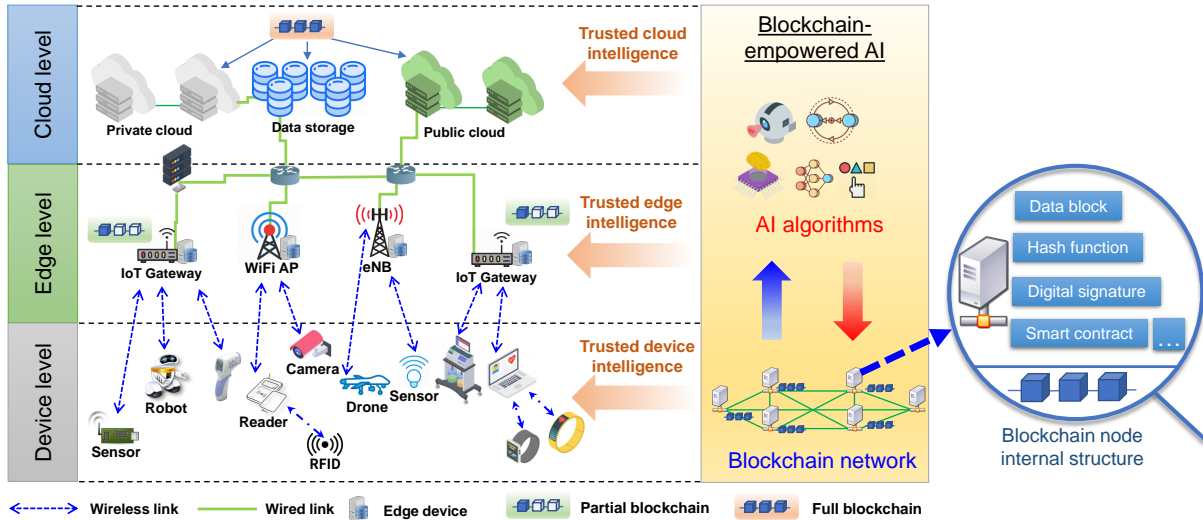 Cloud level
Private cloud
Data storage
Public cloud
Trusted cloud
intelligence
Edge level
IoT Gateway
WiFi AP
eNB
IoT Gateway
Trusted edge
intelligence
Device level
Sensor
Robot
Reader
Camera
RFID
Drone
Sensor
Trusted device
intelligence
Blockchain-
empowered AI
AI algorithms
Blockchain network
Data block
Hash function
Digital signature
Smart contract
...
Blockchain node
internal structure
Wireless link
Wired link
Edge device
Partial blockchain
Full blockchain